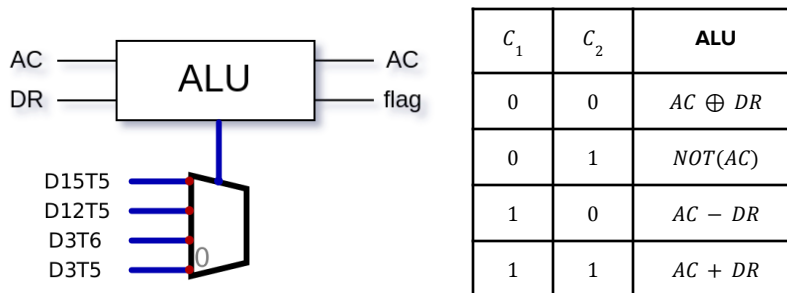 AC
DR
ALU
AC
flag
D15T5
D12T5
D3T6
D3T5
0
C₁ C₂ ALU
0 0 AC ⊕ DR
0 1 NOT(AC)
1 0 AC − DR
1 1 AC + DR